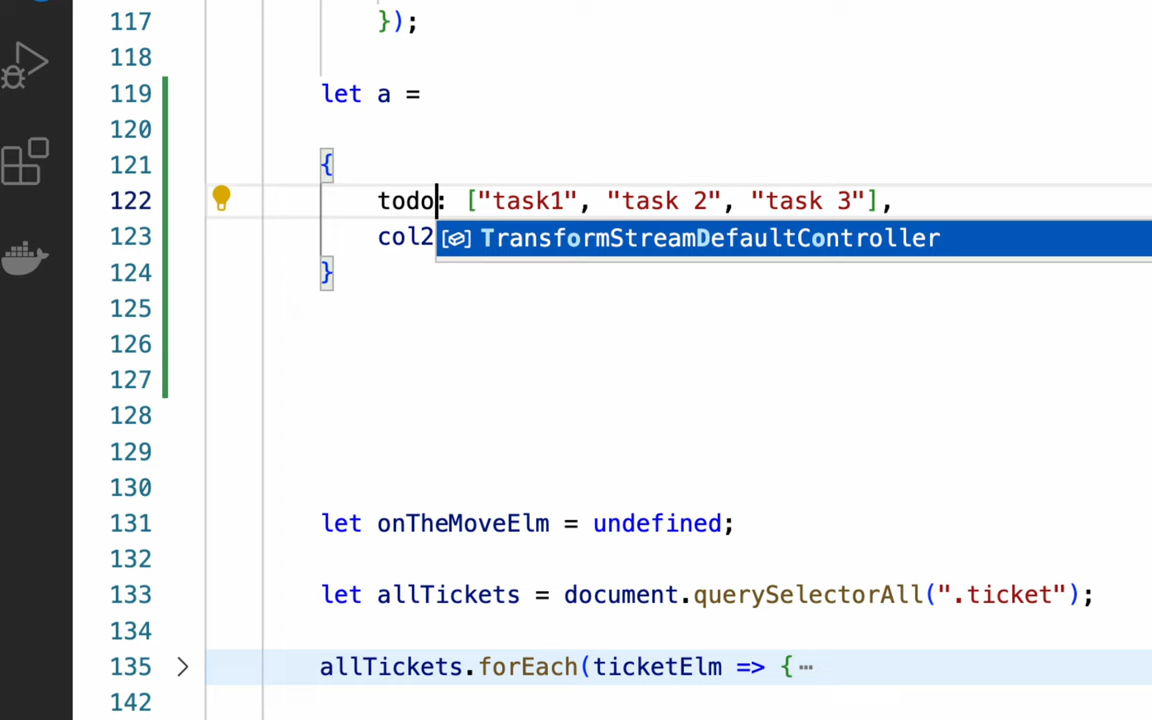 117 });
118
119 let a =
120
121 {
122 todo: ["task1", "task 2", "task 3"],
123 col2 TransformStreamDefaultController
124 }
125
126
127
128
129
130
131 let onTheMoveElm = undefined;
132
133 let allTickets = document.querySelectorAll(".ticket");
134
135 allTickets.forEach(ticketElm => { ⋯
142